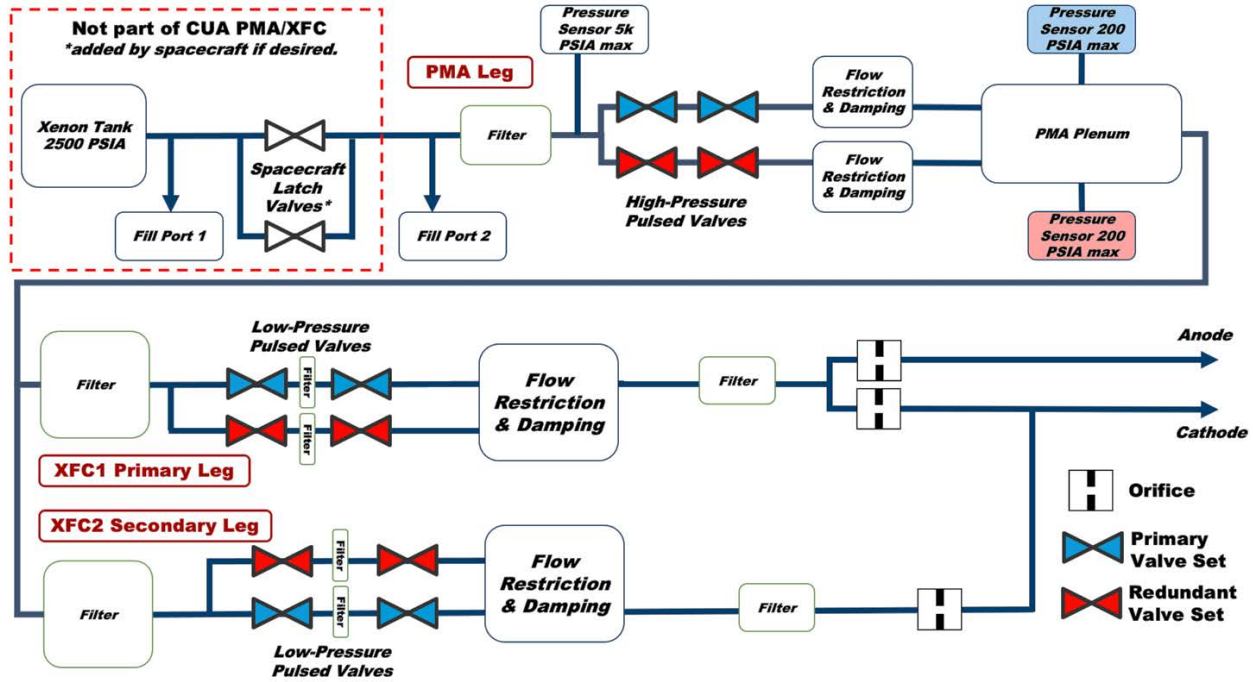 Not part of CUA PMA/XFC
*added by spacecraft if desired.
Xenon Tank
2500 PSIA
Spacecraft
Latch
Valves*
Fill Port 1
Fill Port 2
PMA Leg
Filter
Pressure
Sensor 5k
PSIA max
High-Pressure
Pulsed Valves
Flow
Restriction
& Damping
Flow
Restriction
& Damping
Pressure
Sensor 200
PSIA max
PMA Plenum
Pressure
Sensor 200
PSIA max
Low-Pressure
Pulsed Valves
Filter
Filter
Filter
Flow
Restriction
& Damping
Filter
Anode
Cathode
XFC1 Primary Leg
XFC2 Secondary Leg
Filter
Filter
Filter
Low-Pressure
Pulsed Valves
Flow
Restriction
& Damping
Filter
Orifice
Primary
Valve Set
Redundant
Valve Set